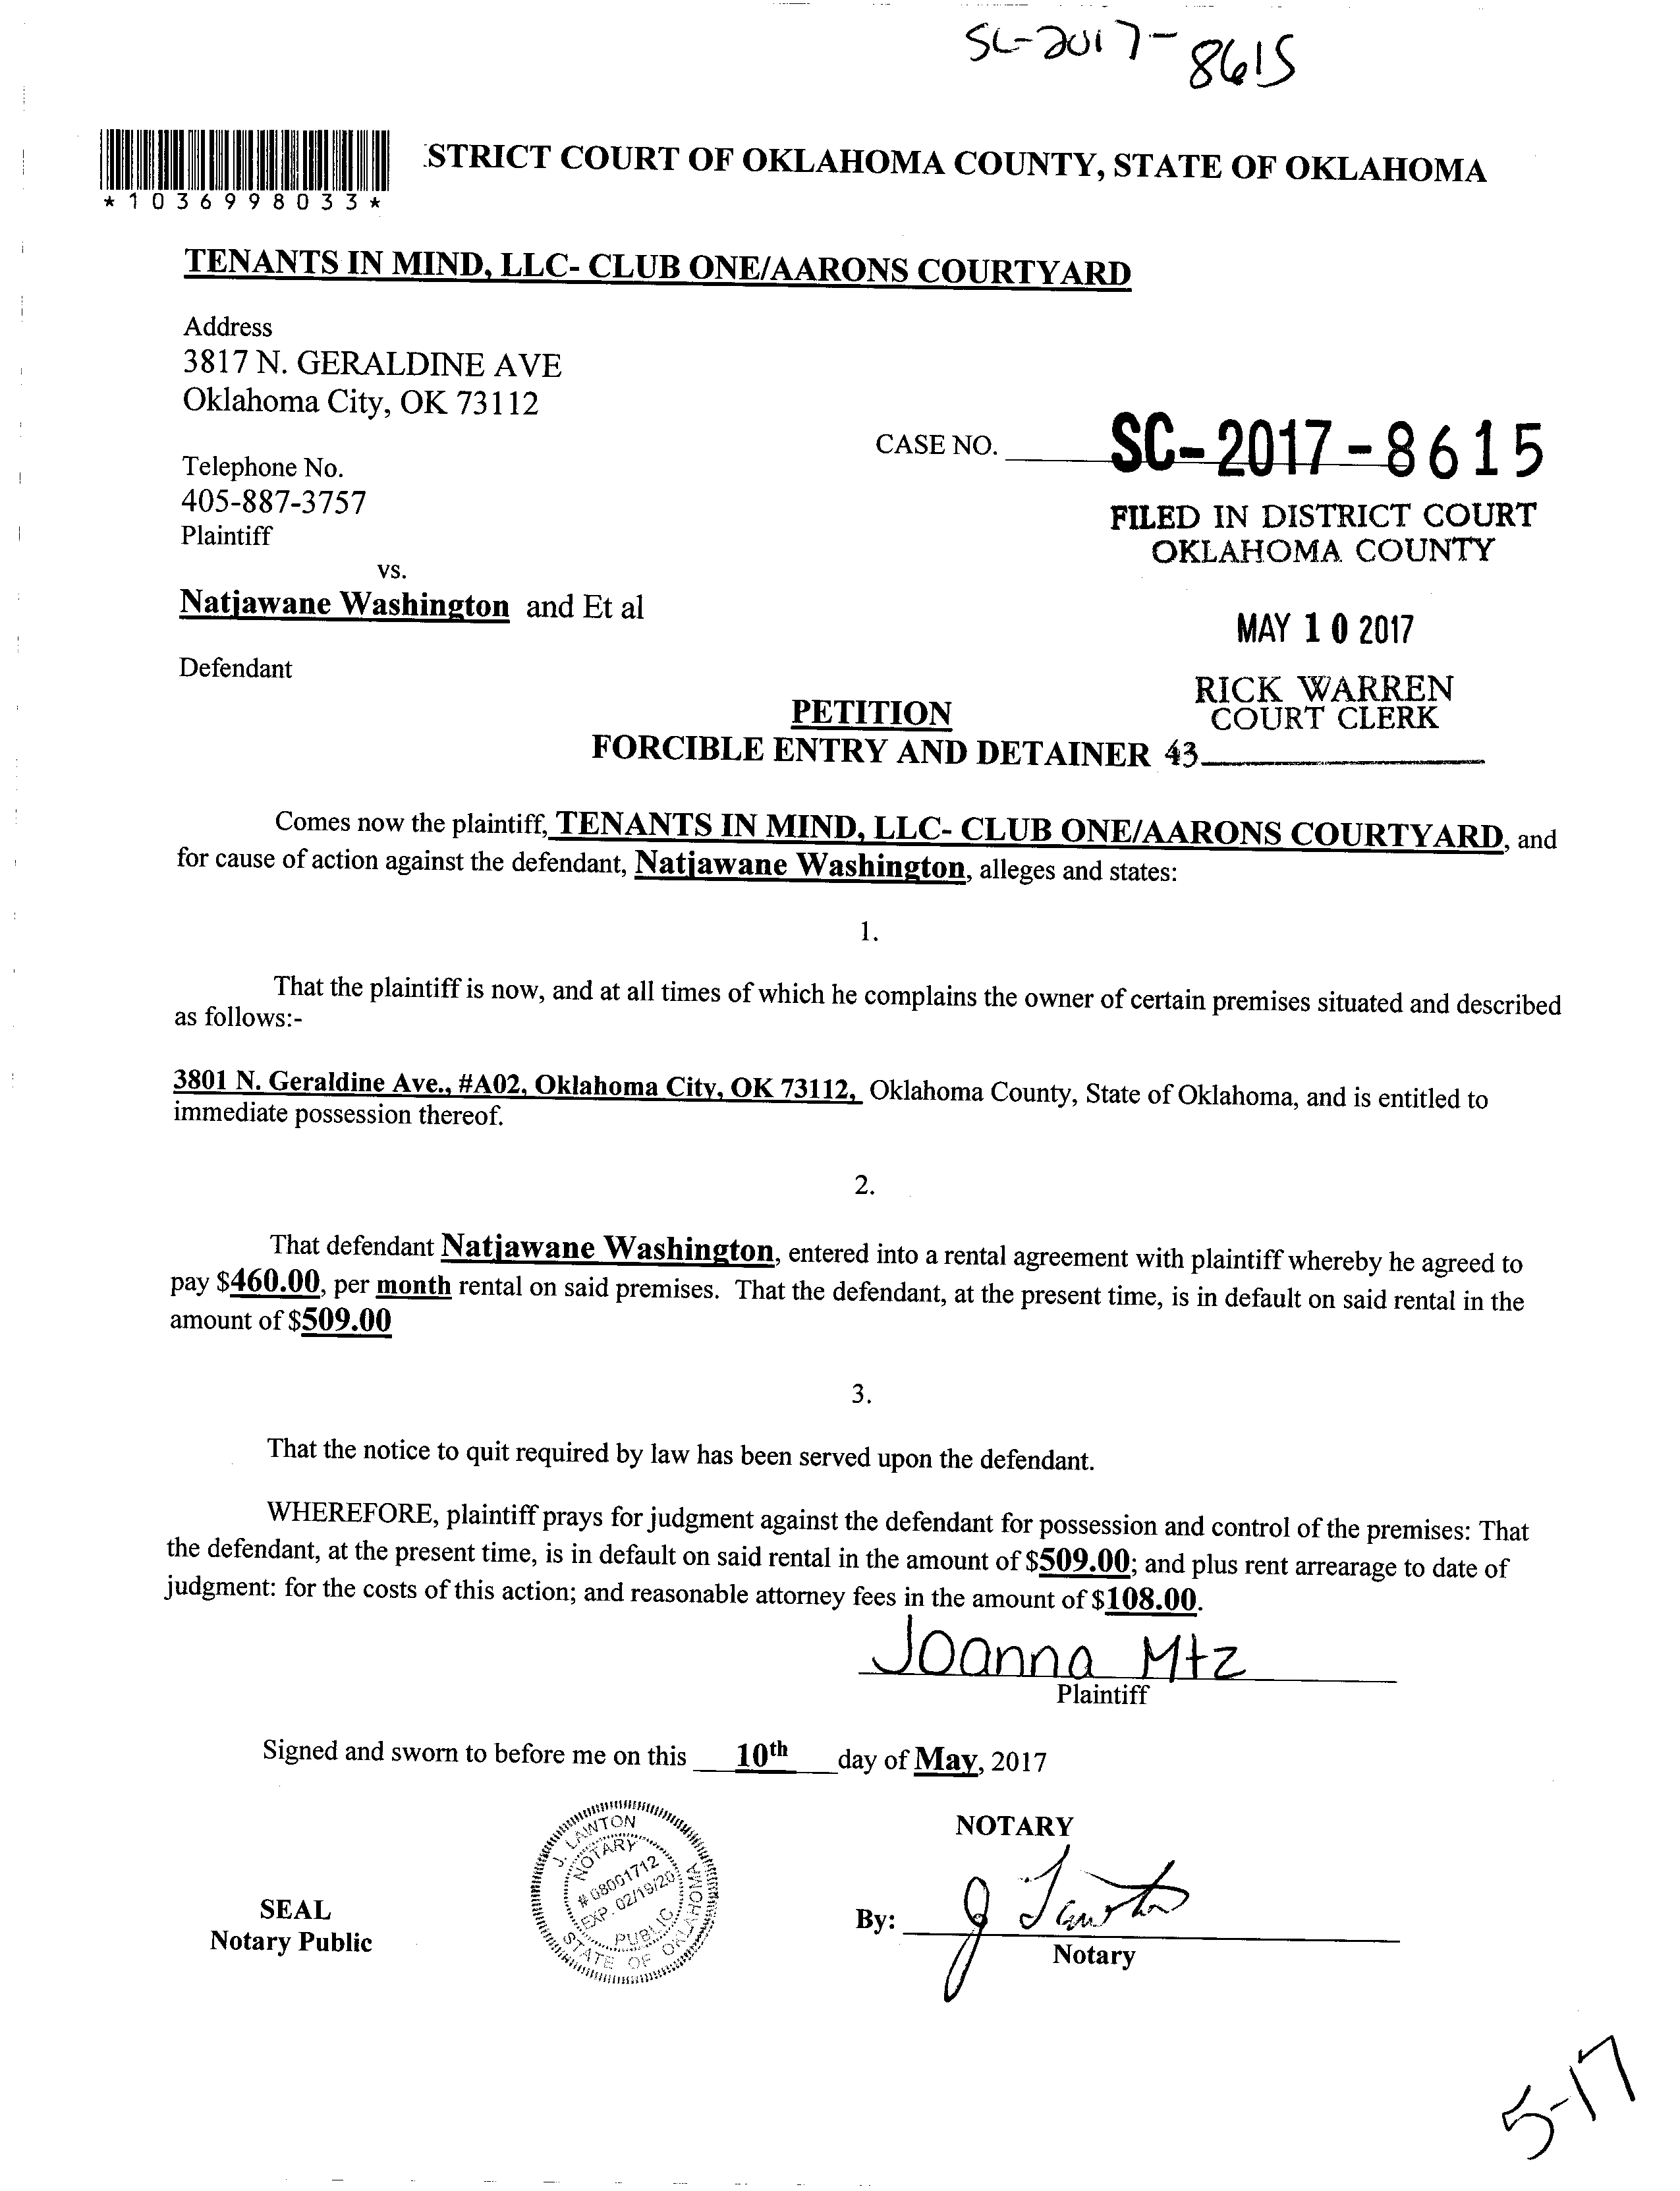 SC-2017-8615
STRICT COURT OF OKLAHOMA COUNTY, STATE OF OKLAHOMA
*1036998033*
TENANTS IN MIND, LLC- CLUB ONE/AARONS COURTYARD
Address
3817 N. GERALDINE AVE
Oklahoma City, OK 73112
CASE NO. SC-2017-8615
Telephone No.
405-887-3757
Plaintiff
FILED IN DISTRICT COURT
OKLAHOMA COUNTY
vs.
Natjawane Washington and Et al
MAY 10 2017
Defendant
RICK WARREN
COURT CLERK
PETITION
FORCIBLE ENTRY AND DETAINER 43
Comes now the plaintiff, TENANTS IN MIND, LLC- CLUB ONE/AARONS COURTYARD, and
for cause of action against the defendant, Natjawane Washington, alleges and states:
1.
That the plaintiff is now, and at all times of which he complains the owner of certain premises situated and described
as follows:-
3801 N. Geraldine Ave., #A02, Oklahoma City, OK 73112, Oklahoma County, State of Oklahoma, and is entitled to
immediate possession thereof.
2.
That defendant Natjawane Washington, entered into a rental agreement with plaintiff whereby he agreed to
pay $460.00, per month rental on said premises. That the defendant, at the present time, is in default on said rental in the
amount of $509.00
3.
That the notice to quit required by law has been served upon the defendant.
WHEREFORE, plaintiff prays for judgment against the defendant for possession and control of the premises: That
the defendant, at the present time, is in default on said rental in the amount of $509.00; and plus rent arrearage to date of
judgment: for the costs of this action; and reasonable attorney fees in the amount of $108.00.
Joanna Mtz
Plaintiff
Signed and sworn to before me on this 10th day of May, 2017
NOTARY
J. LAWTON
NOTARY
# 08001712
EXP. 02/19/20
PUBLIC
STATE OF OKLAHOMA
SEAL
Notary Public
By: J Lawton
Notary
5-17